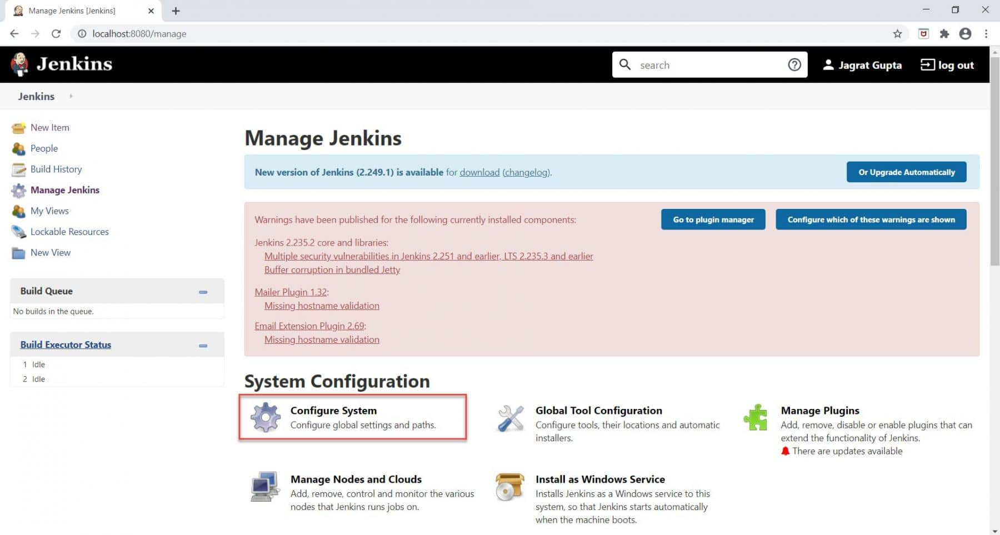 Manage Jenkins [Jenkins]
localhost:8080/manage
Jenkins
search
Jagrat Gupta
log out
Jenkins
New Item
People
Build History
Manage Jenkins
My Views
Lockable Resources
New View
Build Queue
No builds in the queue.
Build Executor Status
1 Idle
2 Idle
Manage Jenkins
New version of Jenkins (2.249.1) is available for download (changelog).
Or Upgrade Automatically
Warnings have been published for the following currently installed components:
Go to plugin manager
Configure which of these warnings are shown
Jenkins 2.235.2 core and libraries:
Multiple security vulnerabilities in Jenkins 2.251 and earlier, LTS 2.235.3 and earlier
Buffer corruption in bundled Jetty
Mailer Plugin 1.32:
Missing hostname validation
Email Extension Plugin 2.69:
Missing hostname validation
System Configuration
Configure System
Configure global settings and paths.
Global Tool Configuration
Configure tools, their locations and automatic
installers.
Manage Plugins
Add, remove, disable or enable plugins that can
extend the functionality of Jenkins.
There are updates available
Manage Nodes and Clouds
Add, remove, control and monitor the various
nodes that Jenkins runs jobs on.
Install as Windows Service
Installs Jenkins as a Windows service to this
system, so that Jenkins starts automatically
when the machine boots.